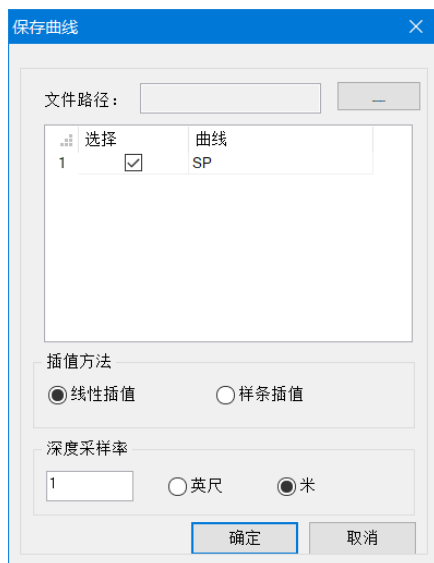 保存曲线
文件路径：
...
选择 曲线
1 SP
插值方法
线性插值 样条插值
深度采样率
1 英尺 米
确定 取消